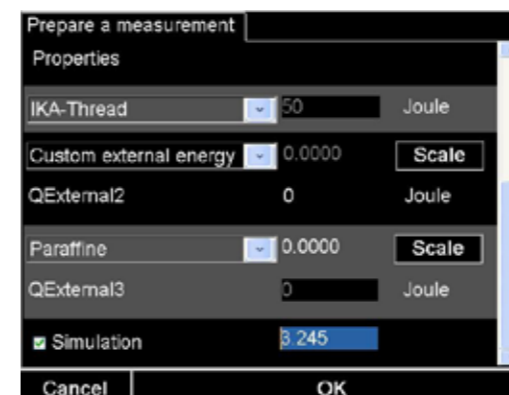 Prepare a measurement
Properties
IKA-Thread 50 Joule
Custom external energy 0.0000 Scale
QExternal2 0 Joule
Paraffine 0.0000 Scale
QExternal3 0 Joule
Simulation 3.245
Cancel OK